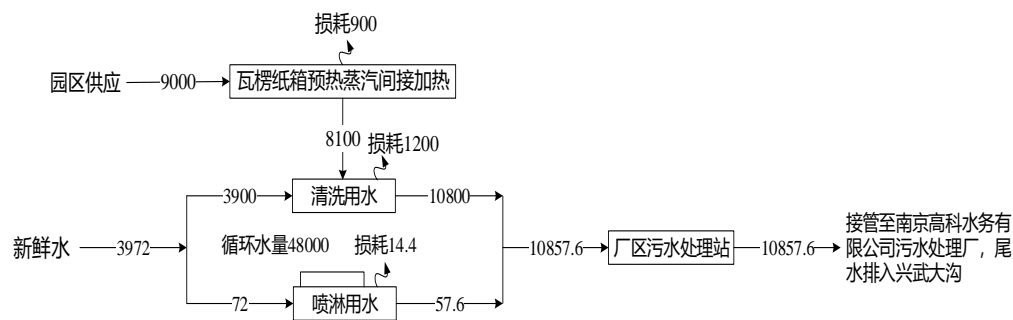 损耗900
园区供应
9000
瓦楞纸箱预热蒸汽间接加热
8100
损耗1200
3900
清洗用水
10800
新鲜水
3972
循环水量48000
损耗14.4
10857.6
厂区污水处理站
10857.6
接管至南京高科水务有
限公司污水处理厂，尾
水排入兴武大沟
72
喷淋用水
57.6